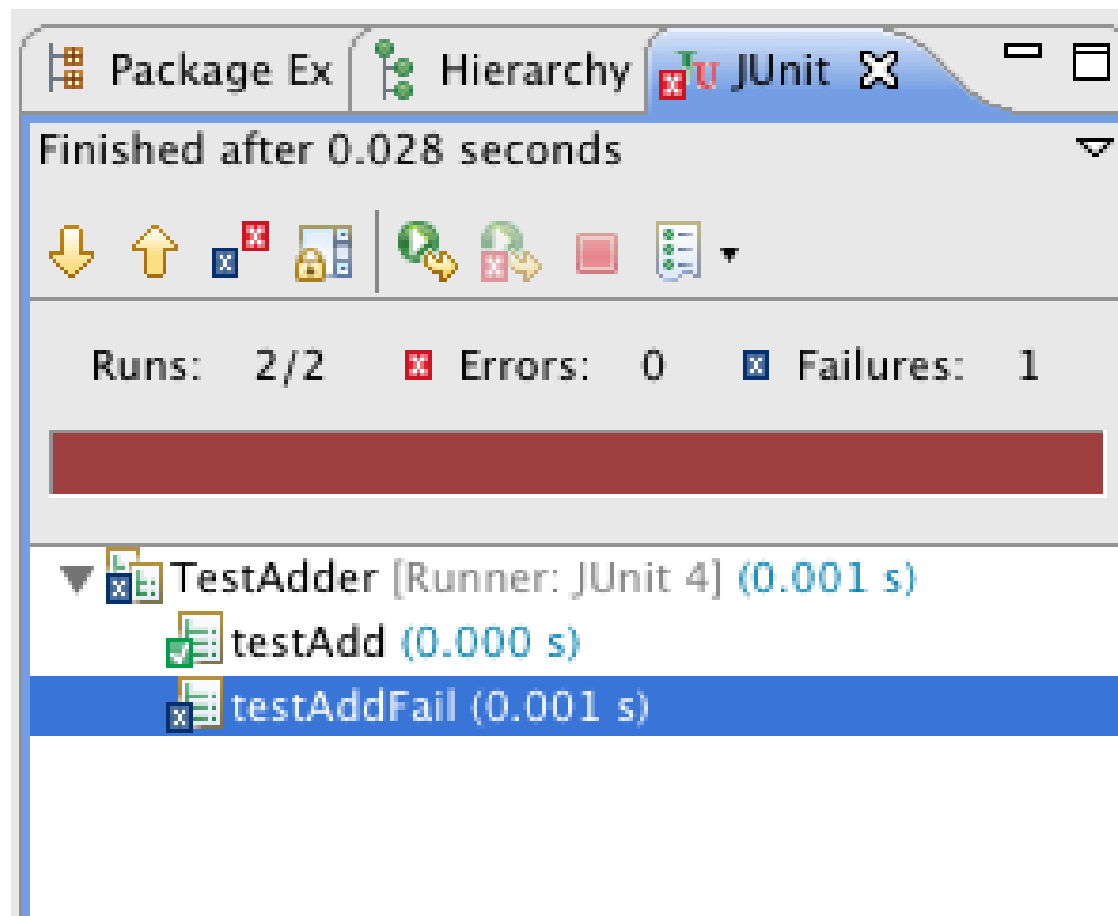 Package Ex Hierarchy JUnit
Finished after 0.028 seconds
Runs: 2/2 Errors: 0 Failures: 1
TestAdder [Runner: JUnit 4] (0.001 s)
testAdd (0.000 s)
testAddFail (0.001 s)